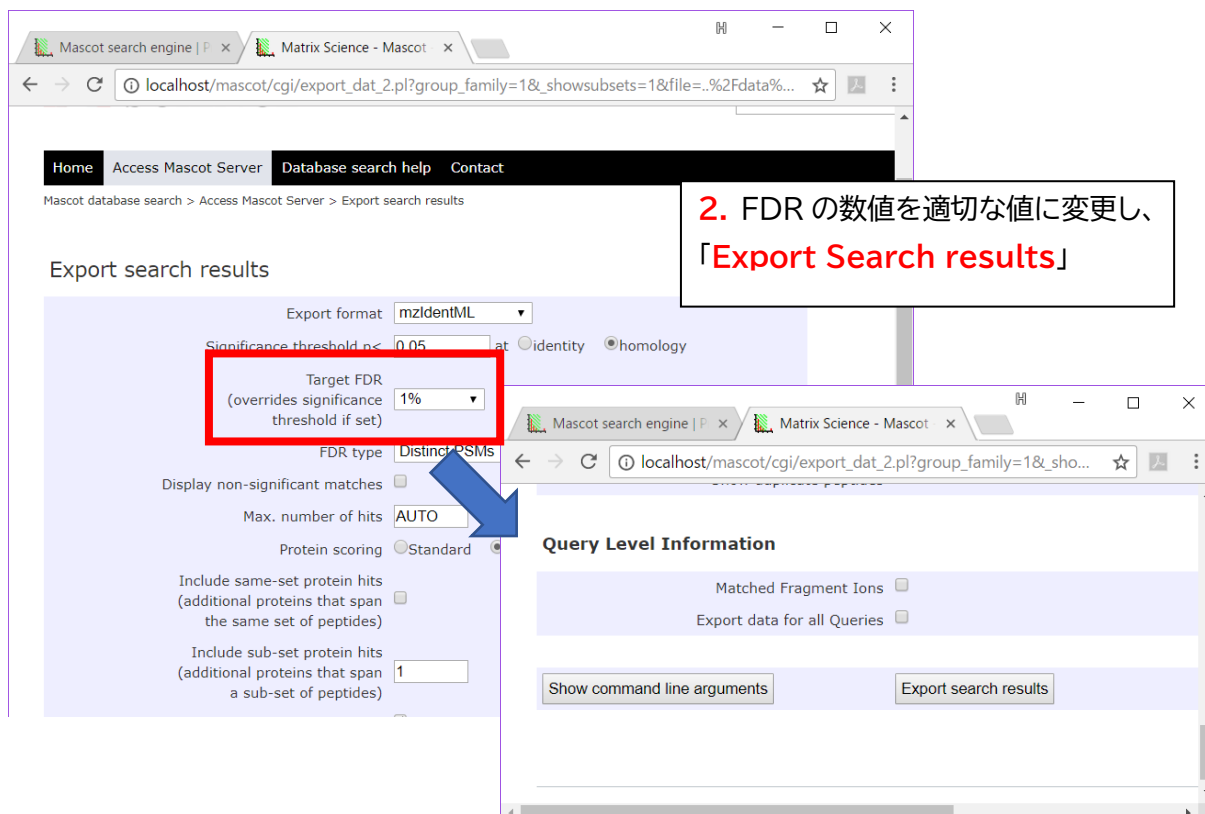 Mascot search engine | P
Matrix Science - Mascot
localhost/mascot/cgi/export_dat_2.pl?group_family=1&_showsubsets=1&file=..%2Fdata%...
Home Access Mascot Server Database search help Contact
Mascot database search > Access Mascot Server > Export search results
2. FDR の数値を適切な値に変更し、
「Export Search results」
Export search results
Export format mzIdentML
Significance threshold p< 0.05 at identity homology
Target FDR
(overrides significance 1%
threshold if set)
FDR type Distinct PSMs
Display non-significant matches
Max. number of hits AUTO
Protein scoring Standard
Include same-set protein hits
(additional proteins that span
the same set of peptides)
Include sub-set protein hits
(additional proteins that span 1
a sub-set of peptides)
Mascot search engine | P
Matrix Science - Mascot
localhost/mascot/cgi/export_dat_2.pl?group_family=1&_sho...
Query Level Information
Matched Fragment Ions
Export data for all Queries
Show command line arguments Export search results